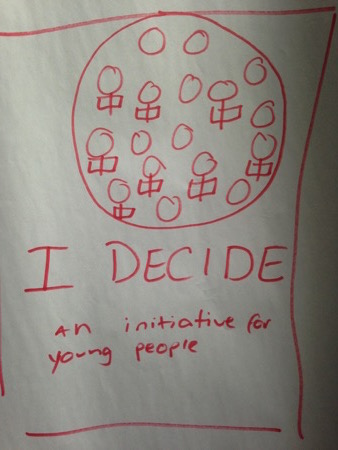 I DECIDE
An initiative for
young people